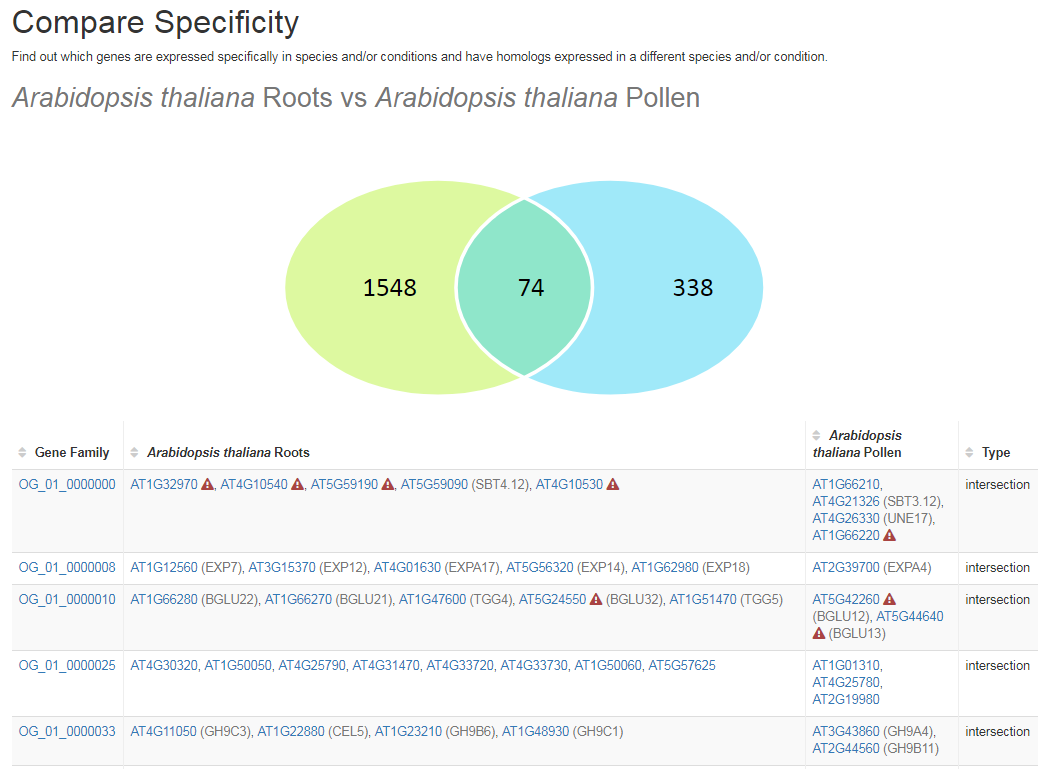 Compare Specificity
Find out which genes are expressed specifically in species and/or conditions and have homologs expressed in a different species and/or condition.
Arabidopsis thaliana Roots vs Arabidopsis thaliana Pollen
1548 74 338
Gene Family Arabidopsis thaliana Roots Arabidopsis
thaliana Pollen Type
OG_01_0000000 AT1G32970, AT4G10540, AT5G59190, AT5G59090 (SBT4.12), AT4G10530 AT1G66210, intersection
AT4G21326 (SBT3.12),
AT4G26330 (UNE17),
AT1G66220
OG_01_0000008 AT1G12560 (EXP7), AT3G15370 (EXP12), AT4G01630 (EXPA17), AT5G56320 (EXP14), AT1G62980 (EXP18) AT2G39700 (EXPA4) intersection
OG_01_0000010 AT1G66280 (BGLU22), AT1G66270 (BGLU21), AT1G47600 (TGG4), AT5G24550 (BGLU32), AT1G51470 (TGG5) AT5G42260 intersection
(BGLU12), AT5G44640
(BGLU13)
OG_01_0000025 AT4G30320, AT1G50050, AT4G25790, AT4G31470, AT4G33720, AT4G33730, AT1G50060, AT5G57625 AT1G01310, intersection
AT4G25780,
AT2G19980
OG_01_0000033 AT4G11050 (GH9C3), AT1G22880 (CEL5), AT1G23210 (GH9B6), AT1G48930 (GH9C1) AT3G43860 (GH9A4), intersection
AT2G44560 (GH9B11)